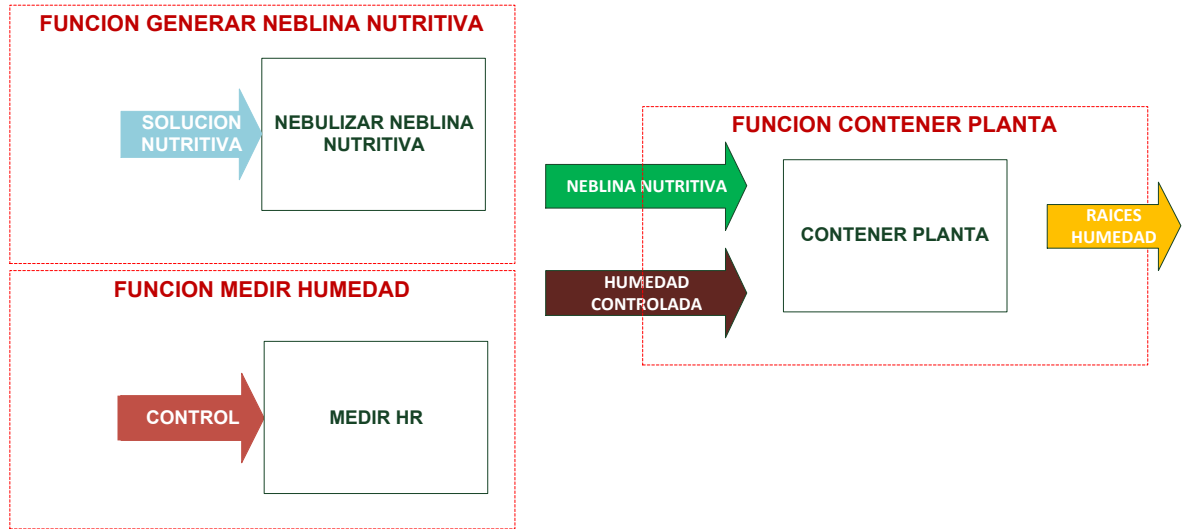 FUNCION GENERAR NEBLINA NUTRITIVA
SOLUCION
NUTRITIVA
NEBULIZAR NEBLINA
NUTRITIVA
FUNCION MEDIR HUMEDAD
CONTROL
MEDIR HR
NEBLINA NUTRITIVA
HUMEDAD
CONTROLADA
FUNCION CONTENER PLANTA
CONTENER PLANTA
RAICES
HUMEDAD